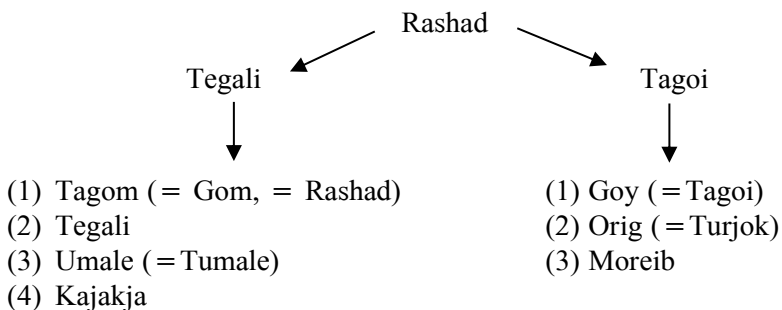 Rashad
Tegali Tagoi
(1) Tagom (= Gom, = Rashad) (1) Goy (=Tagoi)
(2) Tegali (2) Orig (=Turjok)
(3) Umale (=Tumale) (3) Moreib
(4) Kajakja